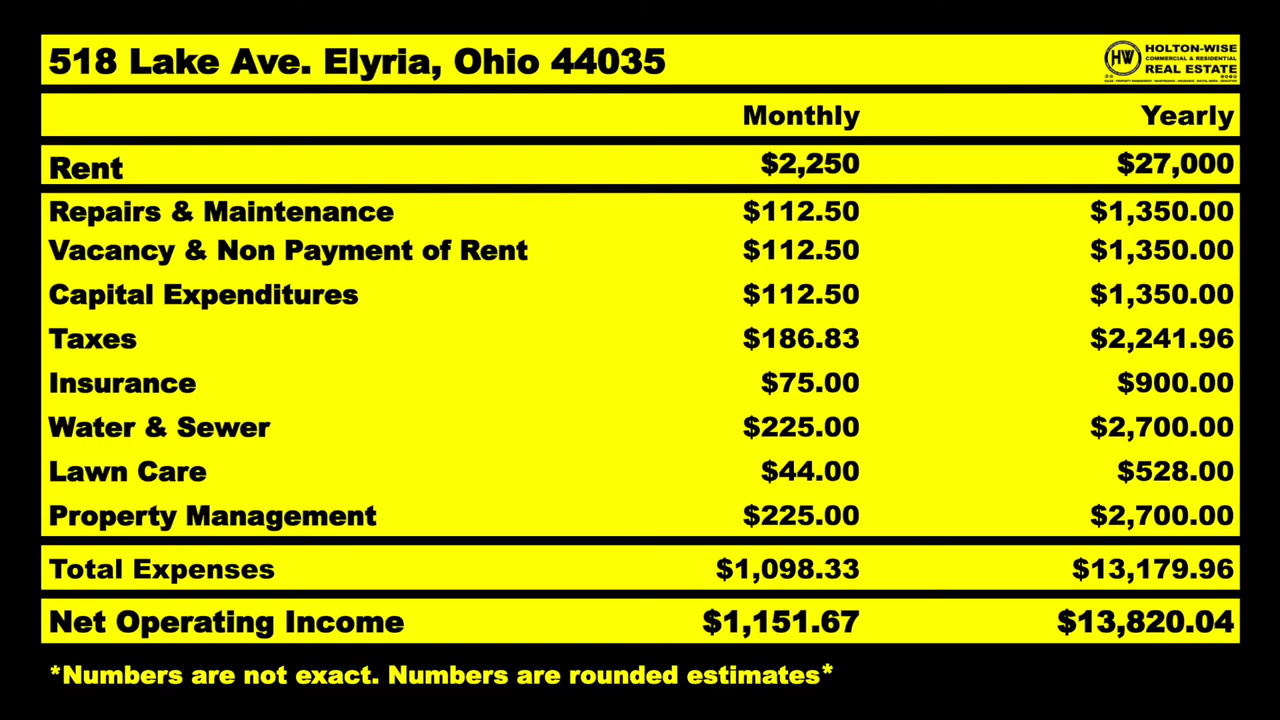 518 Lake Ave. Elyria, Ohio 44035
HW
HOLTON-WISE
COMMERCIAL & RESIDENTIAL
REAL ESTATE
Monthly Yearly
Rent $2,250 $27,000
Repairs & Maintenance $112.50 $1,350.00
Vacancy & Non Payment of Rent $112.50 $1,350.00
Capital Expenditures $112.50 $1,350.00
Taxes $186.83 $2,241.96
Insurance $75.00 $900.00
Water & Sewer $225.00 $2,700.00
Lawn Care $44.00 $528.00
Property Management $225.00 $2,700.00
Total Expenses $1,098.33 $13,179.96
Net Operating Income $1,151.67 $13,820.04
*Numbers are not exact. Numbers are rounded estimates*